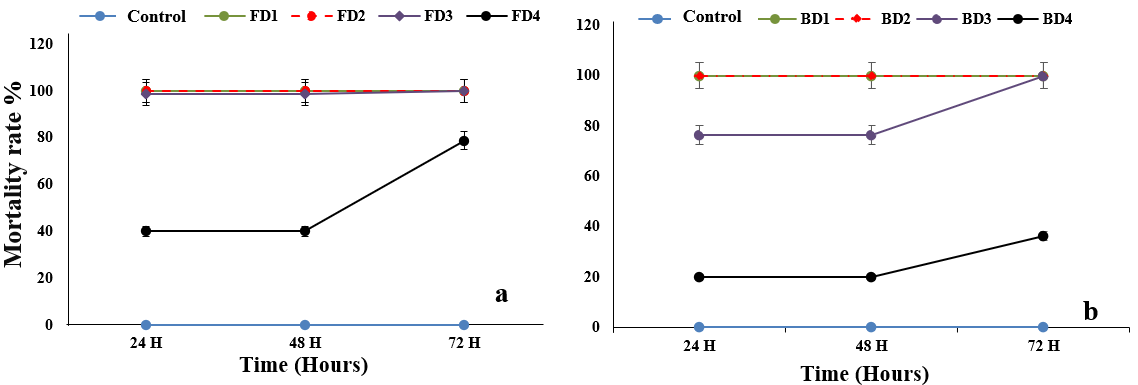 Control FD1 FD2 FD3 FD4
Mortality rate %
120
100
80
60
40
20
0
24 H 48 H 72 H
Time (Hours)
a
Control BD1 BD2 BD3 BD4
120
100
80
60
40
20
0
24 H 48 H 72 H
Time (Hours)
b